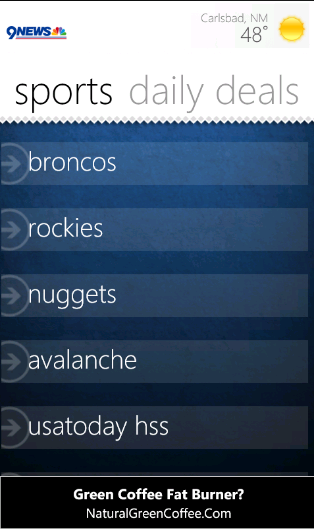 9NEWS
Carlsbad, NM
48°
sports daily deals
broncos
rockies
nuggets
avalanche
usatoday hss
Green Coffee Fat Burner?
NaturalGreenCoffee.Com